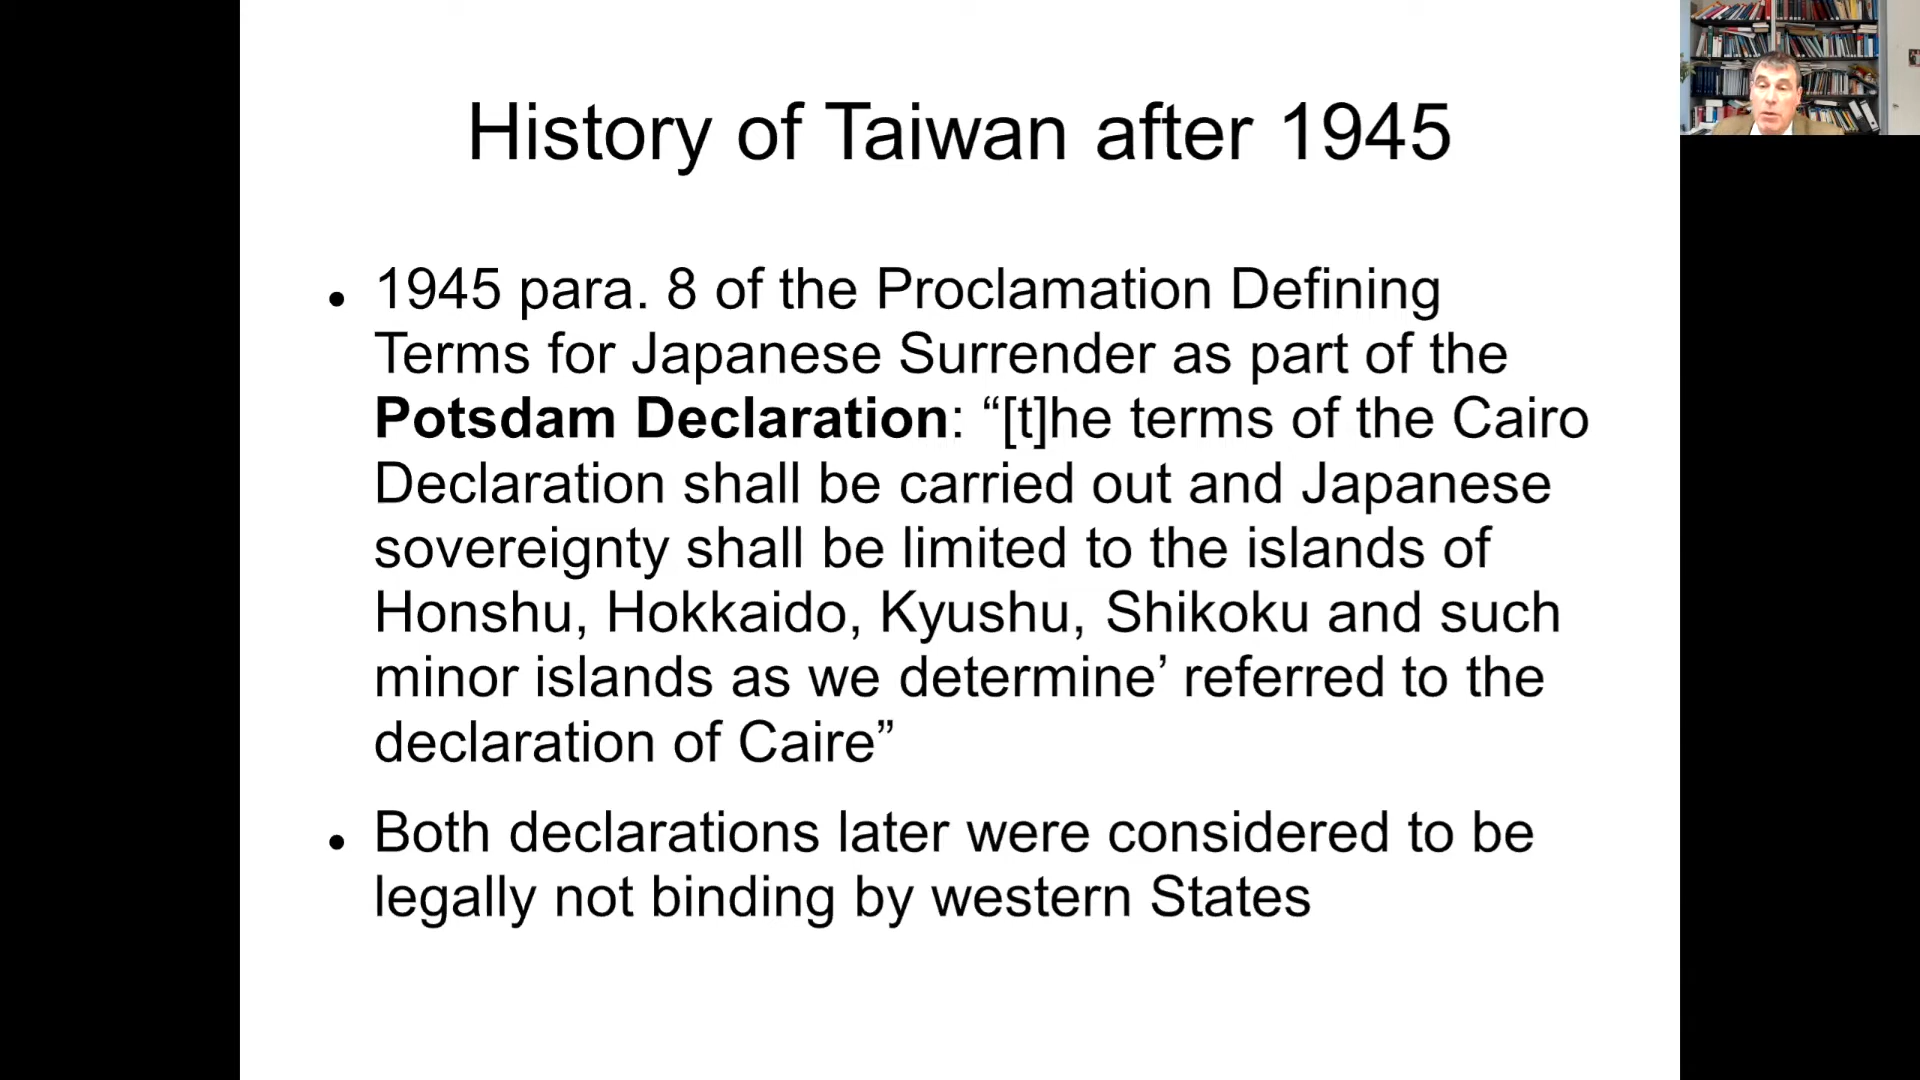 History of Taiwan after 1945
• 1945 para. 8 of the Proclamation Defining
Terms for Japanese Surrender as part of the
Potsdam Declaration: “[t]he terms of the Cairo
Declaration shall be carried out and Japanese
sovereignty shall be limited to the islands of
Honshu, Hokkaido, Kyushu, Shikoku and such
minor islands as we determine’ referred to the
declaration of Caire”
• Both declarations later were considered to be
legally not binding by western States